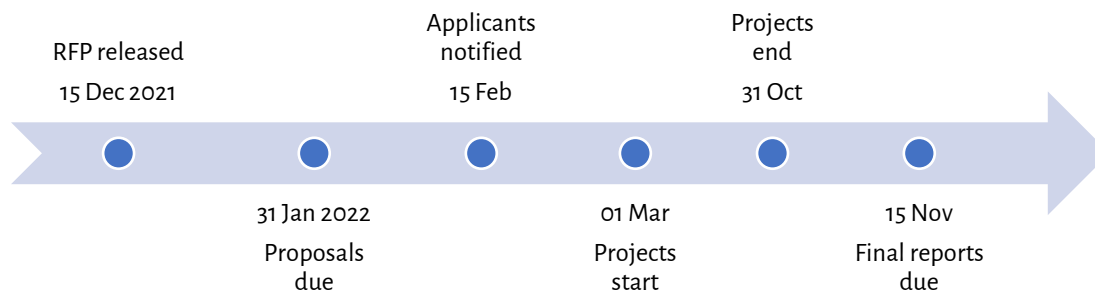 RFP released
15 Dec 2021
31 Jan 2022
Proposals
due
Applicants
notified
15 Feb
01 Mar
Projects
start
Projects
end
31 Oct
15 Nov
Final reports
due